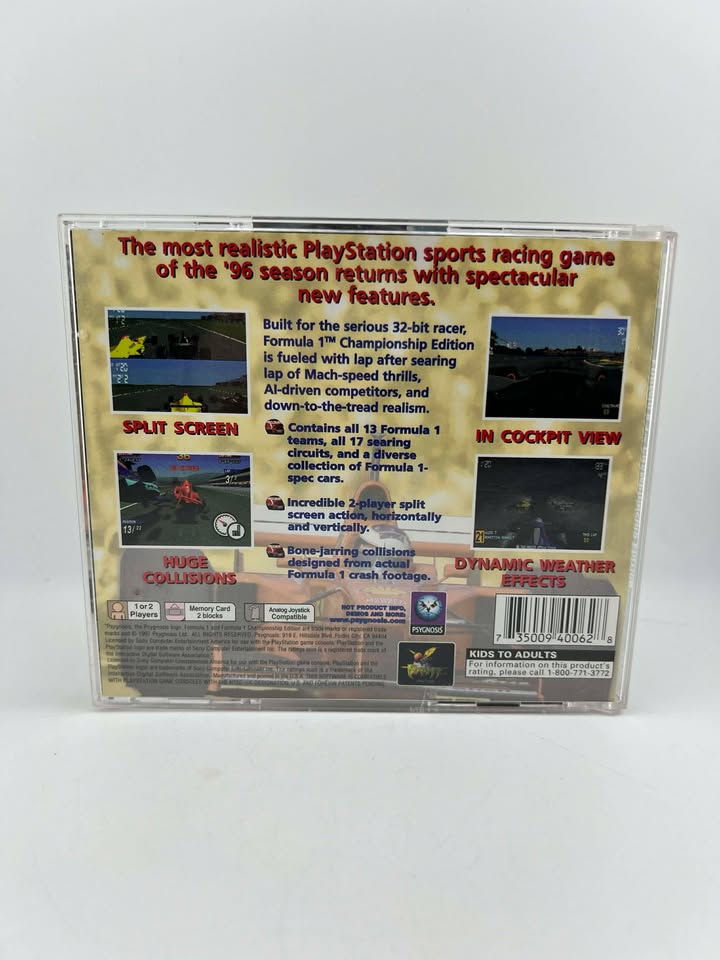 The most realistic PlayStation sports racing game
of the '96 season returns with spectacular
new features.
Built for the serious 32-bit racer,
Formula 1™ Championship Edition
is fueled with lap after searing
lap of Mach-speed thrills,
AI-driven competitors, and
down-to-the-tread realism.
SPLIT SCREEN
IN COCKPIT VIEW
Contains all 13 Formula 1
teams, all 17 searing
circuits, and a diverse
collection of Formula 1-
spec cars.
Incredible 2-player split
screen action, horizontally
and vertically.
Bone-jarring collisions
designed from actual
Formula 1 crash footage.
HUGE
COLLISIONS
DYNAMIC WEATHER
EFFECTS
1 or 2
Players
Memory Card
2 blocks
Analog Joystick
Compatible
HOT PRODUCT INFO,
DEMOS AND MORE:
www.psygnosis.com
PSYGNOSIS
7 35009 40062 8
KIDS TO ADULTS
For information on this product's
rating, please call 1-800-771-3772